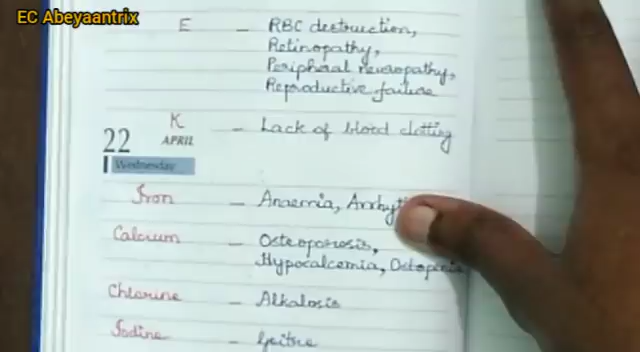 EC Abeyaantrix
E - RBC destruction,
Retinopathy,
Peripheral neuropathy,
Reproductive failure
K - Lack of blood clotting
22 APRIL
Wednesday
Iron - Anaemia,
Calcium - Osteoporosis,
Hypocalcemia,
Chlorine - Alkalosis
Iodine - Goitre